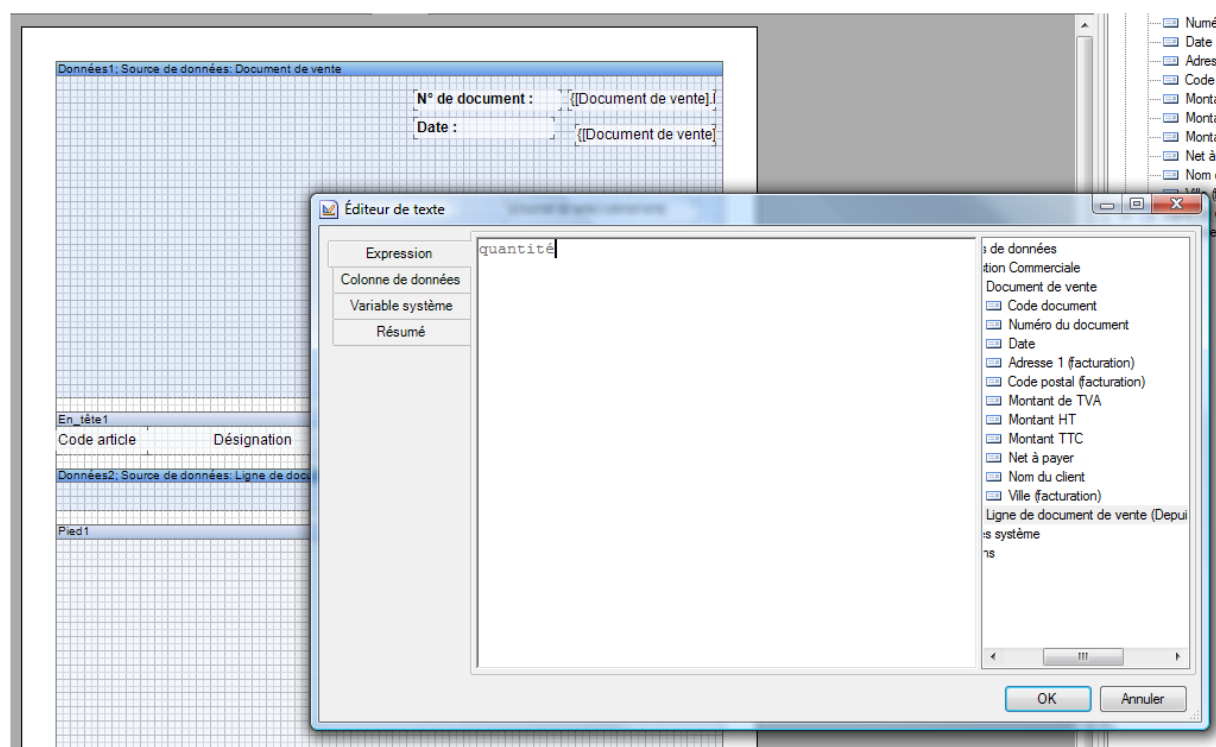 Données1; Source de données: Document de vente
N° de document :
{[Document de vente].
Date :
{[Document de vente]
En_tête1
Code article
Désignation
Données2; Source de données: Ligne de doc
Pied1
Numé
Date
Adres
Code
Monta
Monta
Monta
Net à
Nom
Éditeur de texte
Expression
Colonne de données
Variable système
Résumé
quantité
s de données
tion Commerciale
Document de vente
Code document
Numéro du document
Date
Adresse 1 (facturation)
Code postal (facturation)
Montant de TVA
Montant HT
Montant TTC
Net à payer
Nom du client
Ville (facturation)
Ligne de document de vente (Depui
es système
ns
OK
Annuler